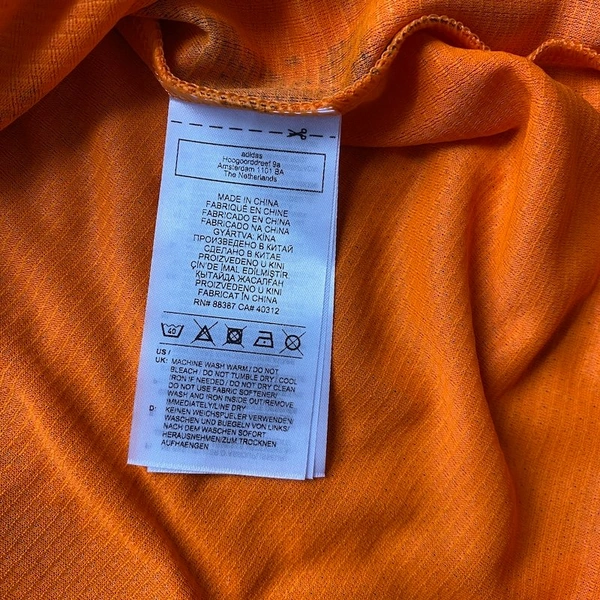 adidas
Hoogoorddreef 9a
Amsterdam 1101 BA
The Netherlands
MADE IN CHINA
FABRIQUÉ EN CHINE
FABRICADO EN CHINA
FABRICADO NA CHINA
GYÁRTVA: KÍNA
ПРОИЗВЕДЕНО В КИТАЙ
СДЕЛАНО В КИТАЕ
PROIZVEDENO U KINI
ÇİN'DE İMAL EDİLMİŞTİR.
ҚЫТАЙДА ЖАСАЛҒАН
PROIZVEDENO U KINI
FABRICAT ÎN CHINA
RN# 88387 CA# 40312
40
US /
UK: MACHINE WASH WARM / DO NOT
BLEACH / DO NOT TUMBLE DRY / COOL
IRON IF NEEDED / DO NOT DRY CLEAN
DO NOT USE FABRIC SOFTENER/
WASH AND IRON INSIDE OUT/REMOVE
IMMEDIATELY/LINE DRY
D: KEINEN WEICHSPUELER VERWENDEN/
WASCHEN UND BUEGELN VON LINKS/
NACH DEM WASCHEN SOFORT
HERAUSNEHMEN/ZUM TROCKNEN
AUFHAENGEN